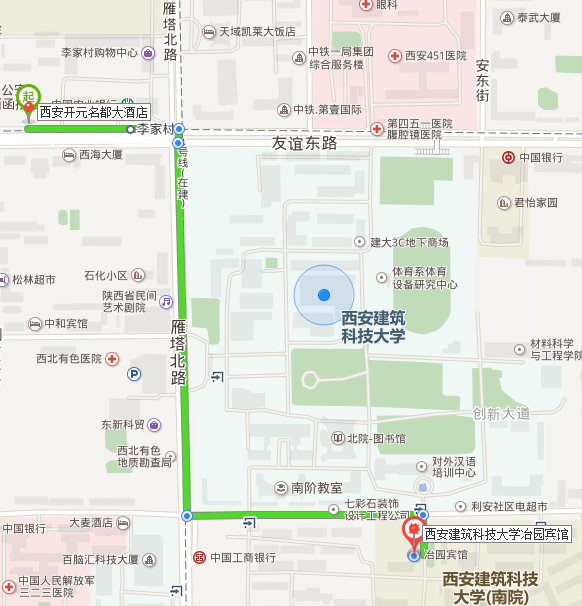 眼科
泰武大厦
雁塔北路
天域凯莱大饭店
李家村购物中心
中铁一局集团
综合服务楼
西安451医院
安东街
起
西安开元名都大酒店
中铁.第壹国际
李家村
第四五一医院
腹腔镜医院
友谊东路
西海大厦
号线(在建)
中国银行
君怡家园
建大3C地下商场
石化小区
体育系体育
设备研究中心
松林超市
陕西省民间
艺术剧院
中和宾馆
雁塔北路
西安建筑
科技大学
材料科学
与工程学院
西北有色医院
P
创新大道
东新科贸
北院-图书馆
西北有色
地质勘查局
对外汉语
培训中心
南阶教室
七彩石装饰
设计工程公司
利安社区电超市
大麦酒店
中国银行
终
西安建筑科技大学冶园宾馆
冶园宾馆
百脑汇科技大厦
中国工商银行
中国人民解放军
三二三医院
西安建筑科技
大学(南院)